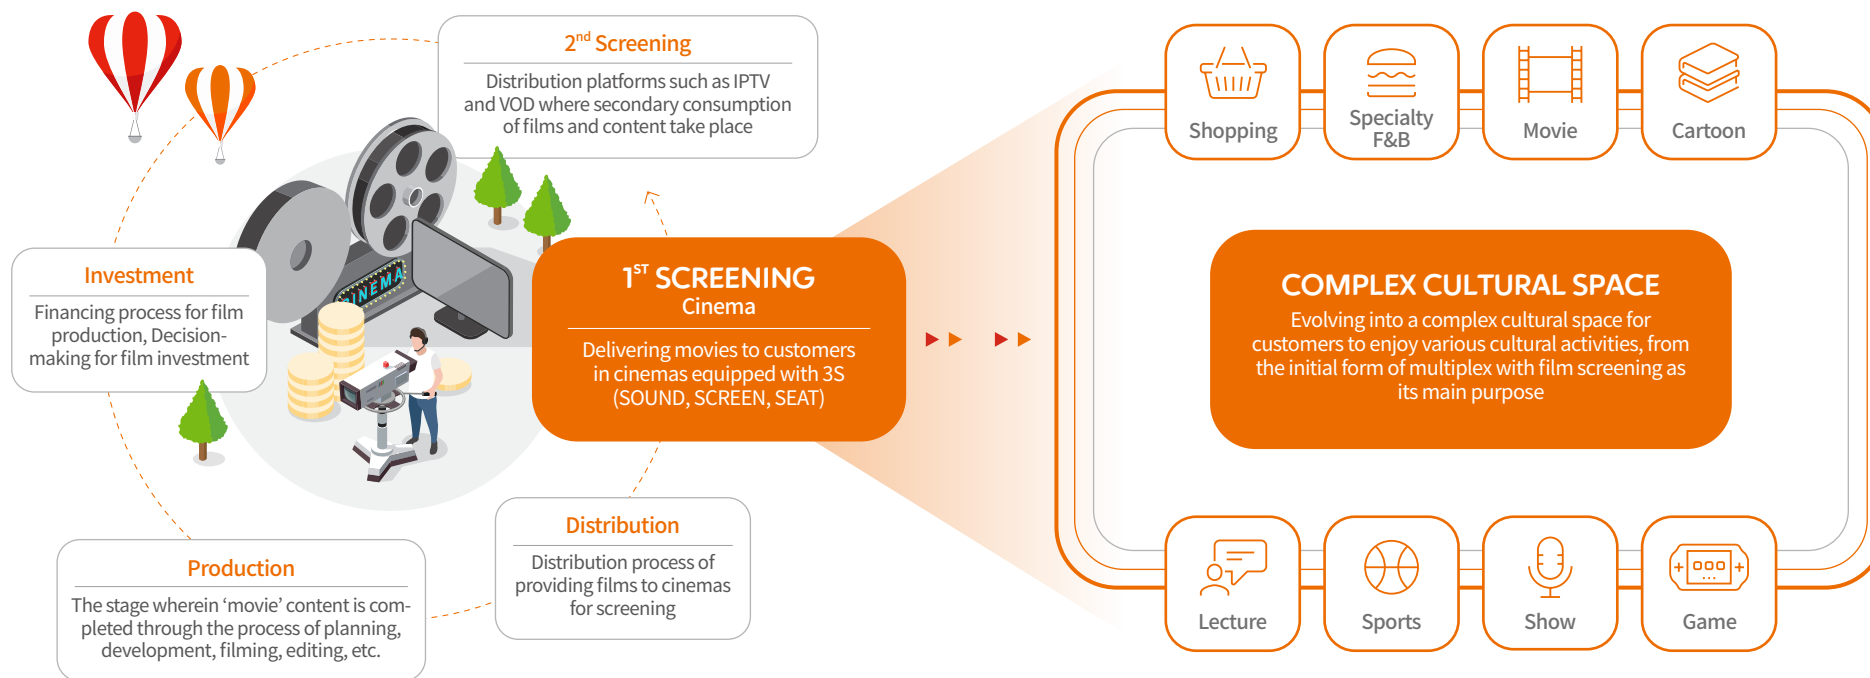 2nd Screening
Distribution platforms such as IPTV
and VOD where secondary consumption
of films and content take place
Investment
Financing process for film
production, Decision-
making for film investment
CINEMA
1ST SCREENING
Cinema
Delivering movies to customers
in cinemas equipped with 3S
(SOUND, SCREEN, SEAT)
Distribution
Distribution process of
providing films to cinemas
for screening
Production
The stage wherein ‘movie’ content is com-
pleted through the process of planning,
development, filming, editing, etc.
Shopping
Specialty
F&B
Movie
Cartoon
COMPLEX CULTURAL SPACE
Evolving into a complex cultural space for
customers to enjoy various cultural activities, from
the initial form of multiplex with film screening as
its main purpose
Lecture
Sports
Show
Game